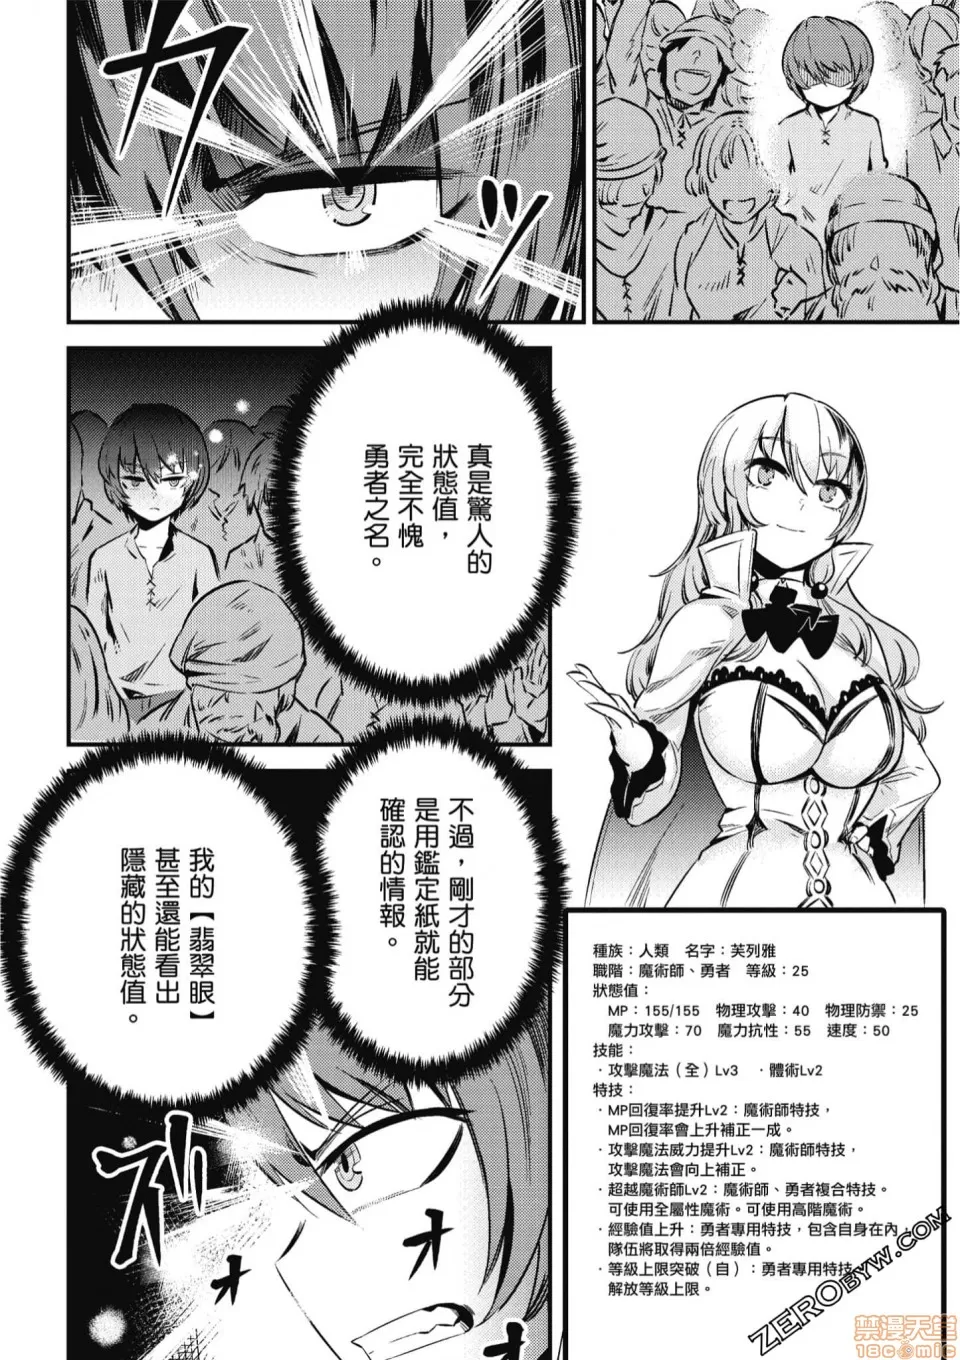 カッ
真是驚人的
狀態值，
完全不愧
勇者之名。
不過，剛才的部分
是用鑑定紙就能
確認的情報。
我的【翡翠眼】
甚至還能看出
隱藏的狀態值。
種族：人類 名字：芙列雅
職階：魔術師、勇者 等級：25
狀態值：
MP：155/155 物理攻擊：40 物理防禦：25
魔力攻擊：70 魔力抗性：55 速度：50
技能：
·攻擊魔法（全）Lv3 ·體術Lv2
特技：
·MP回復率提升Lv2：魔術師特技，
MP回復率會上升補正一成。
·攻擊魔法威力提升Lv2：魔術師特技，
攻擊魔法會向上補正。
·超越魔術師Lv2：魔術師、勇者複合特技。
可使用全屬性魔術。可使用高階魔術。
·經驗值上升：勇者專用特技，包含自身在內，
隊伍將取得兩倍經驗值。
·等級上限突破（自）：勇者專用特技
解放等級上限。
ズオオオ
ZEROBYW.COM
禁漫天堂
18comic